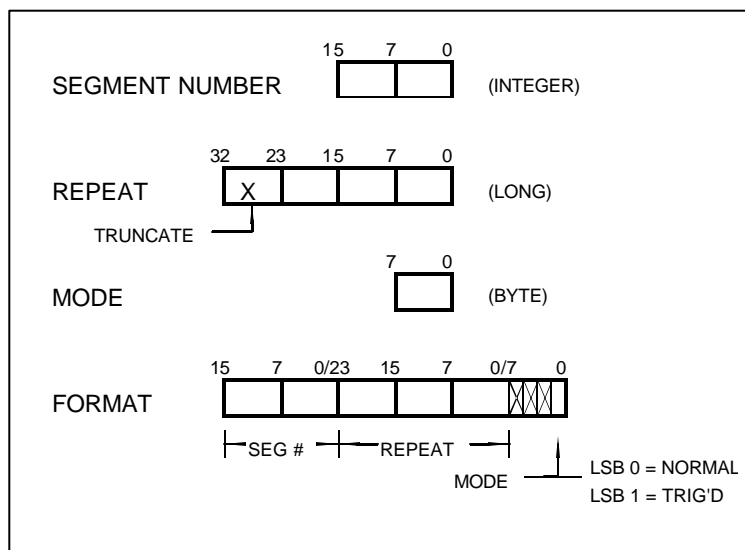 15 7 0
SEGMENT NUMBER (INTEGER)
32 23 15 7 0
REPEAT X (LONG)
TRUNCATE
7 0
MODE (BYTE)
15 7 0/23 15 7 0/7 0
FORMAT
SEG # REPEAT
MODE LSB 0 = NORMAL
LSB 1 = TRIG'D